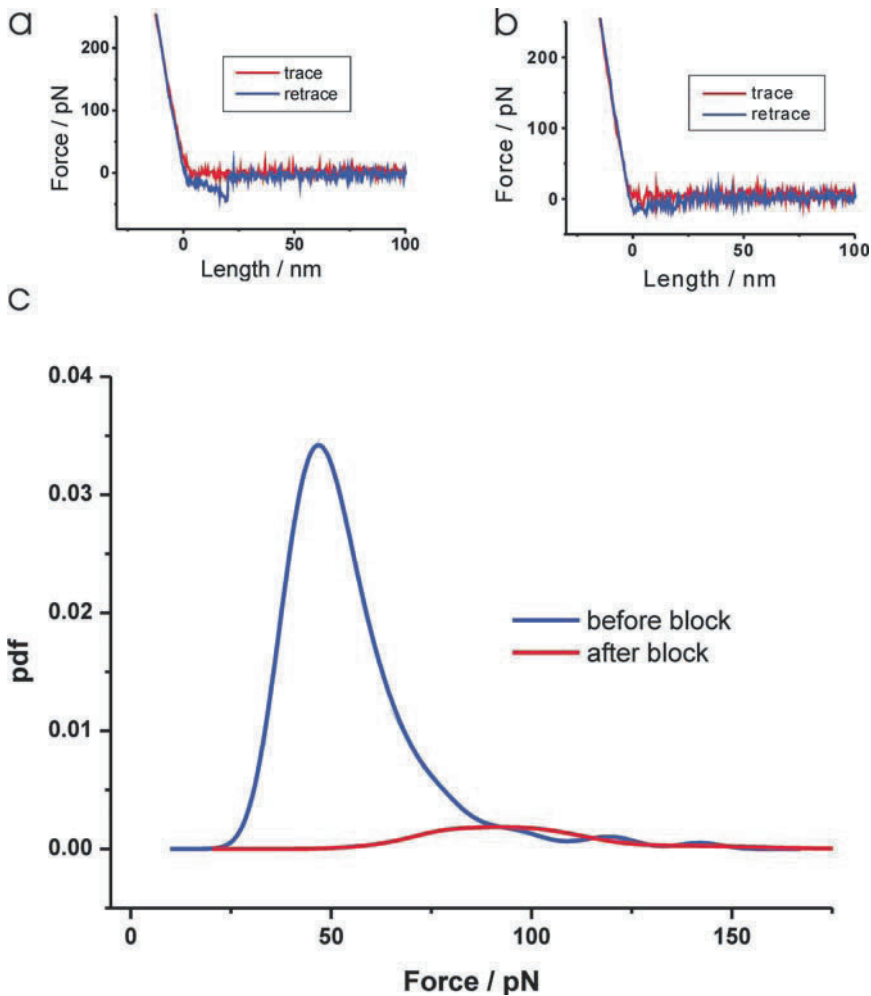 a
Force / pN
200
100
0
trace
retrace
0
50
100
Length / nm
b
Force / pN
200
100
0
trace
retrace
0
50
100
Length / nm
c
pdf
0.04
0.03
0.02
0.01
0.00
before block
after block
0
50
100
150
Force / pN